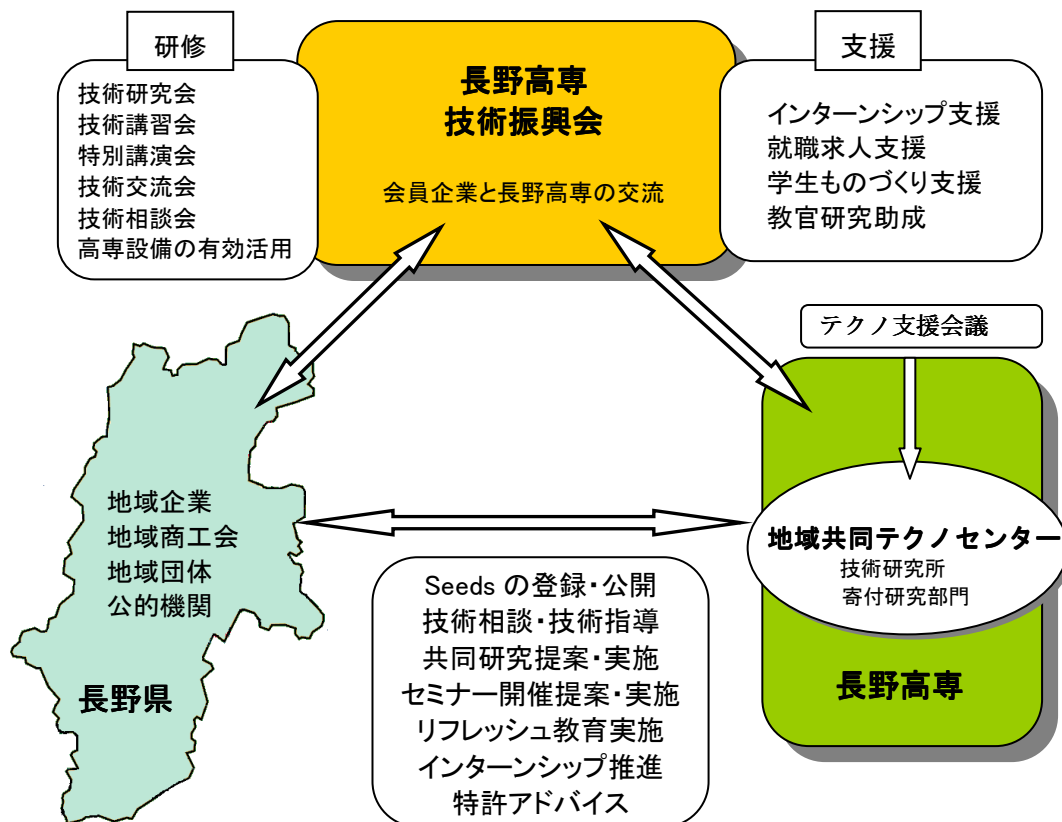 研修
技術研究会
技術講習会
特別講演会
技術交流会
技術相談会
高専設備の有効活用
長野高専
技術振興会
会員企業と長野高専の交流
支援
インターンシップ支援
就職求人支援
学生ものづくり支援
教官研究助成
テクノ支援会議
地域企業
地域商工会
地域団体
公的機関
長野県
Seeds の登録・公開
技術相談・技術指導
共同研究提案・実施
セミナー開催提案・実施
リフレッシュ教育実施
インターンシップ推進
特許アドバイス
地域共同テクノセンター
技術研究所
寄付研究部門
長野高専